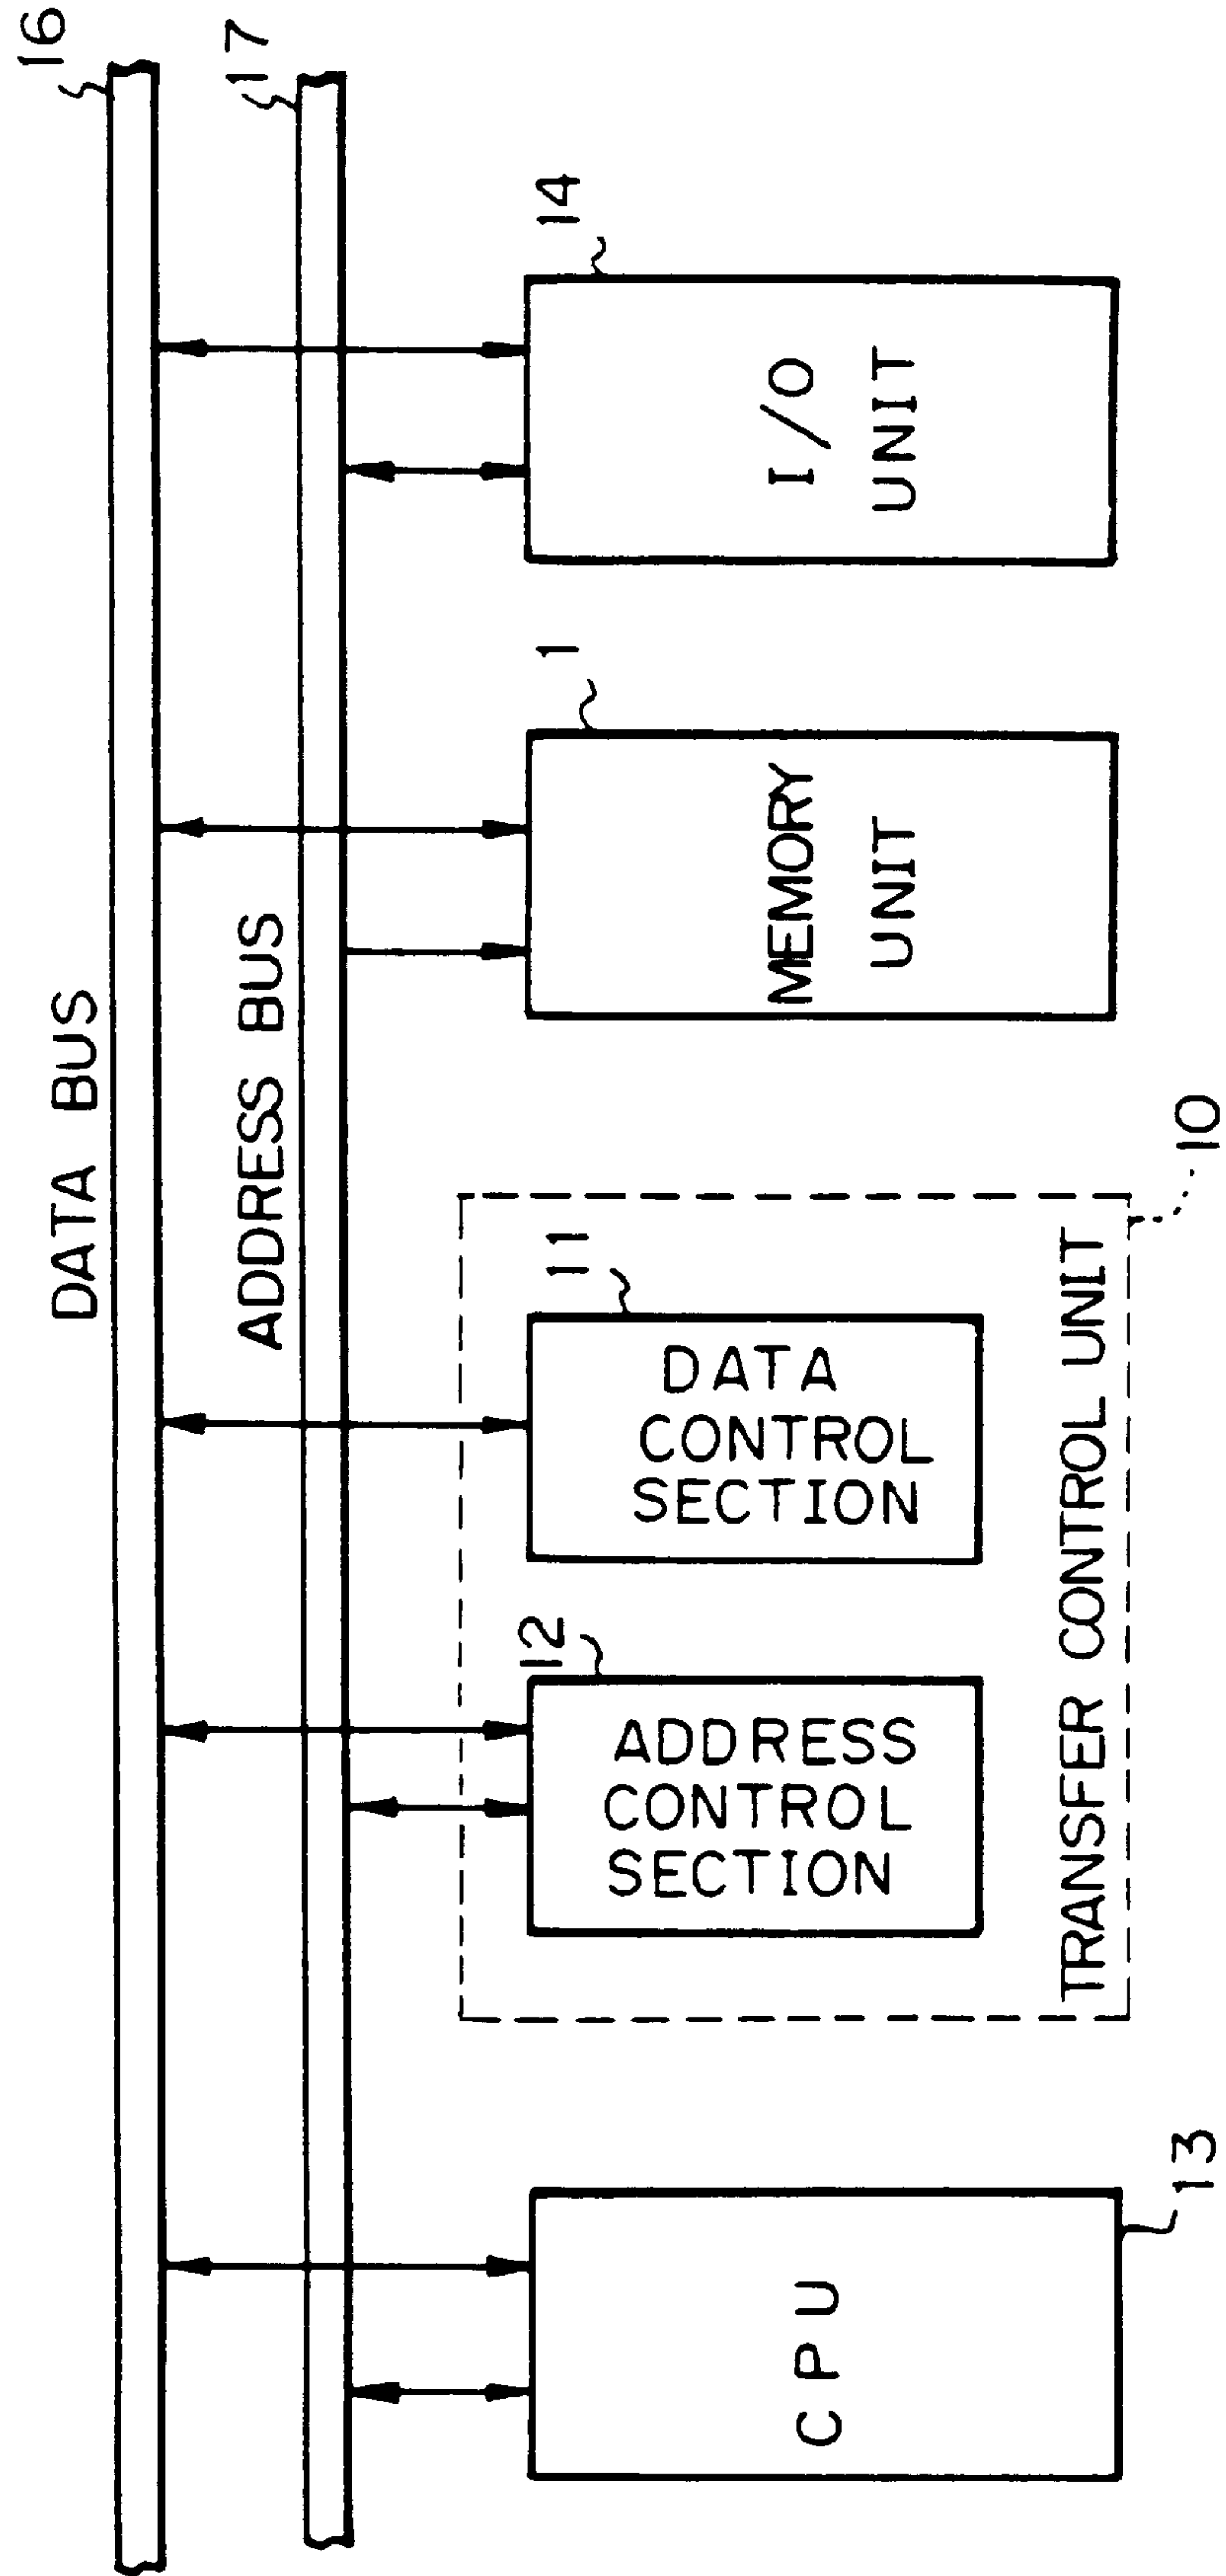 16
DATA BUS
17
ADDRESS BUS
CPU
13
12
ADDRESS
CONTROL
SECTION
11
DATA
CONTROL
SECTION
TRANSFER CONTROL UNIT
10
1
MEMORY
UNIT
14
I/O
UNIT